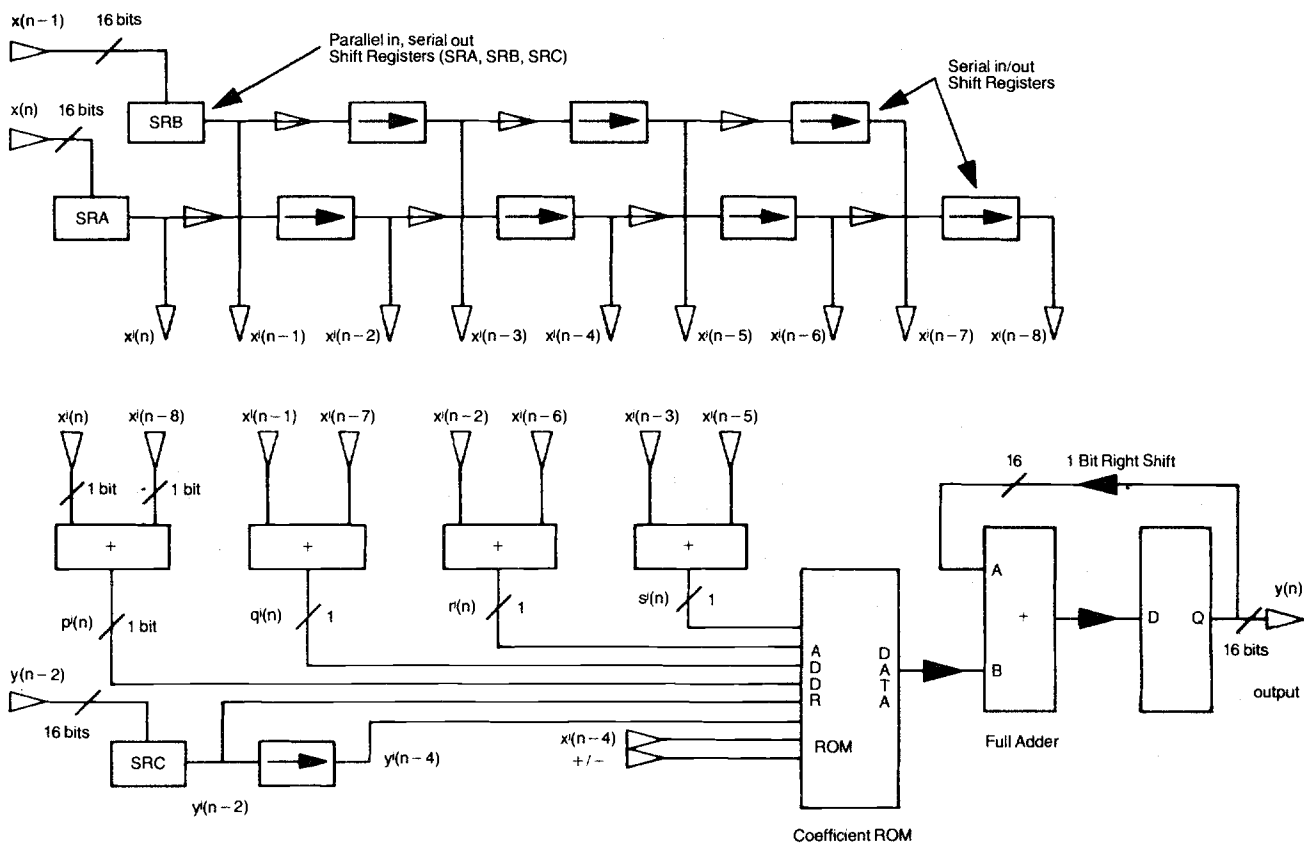 x(n−1)
16 bits
Parallel in, serial out
Shift Registers (SRA, SRB, SRC)
Serial in/out
Shift Registers
x(n)
16 bits
SRB
SRA
xʲ(n)
xʲ(n−1)
xʲ(n−2)
xʲ(n−3)
xʲ(n−4)
xʲ(n−5)
xʲ(n−6)
xʲ(n−7)
xʲ(n−8)
xʲ(n)
xʲ(n−8)
xʲ(n−1)
xʲ(n−7)
xʲ(n−2)
xʲ(n−6)
xʲ(n−3)
xʲ(n−5)
1 bit
1 bit
16
1 Bit Right Shift
+
+
+
+
pʲ(n)
1 bit
qʲ(n)
1
rʲ(n)
1
sʲ(n)
1
A
+
B
D
Q
y(n)
16 bits
output
ADDR
DATA
ROM
y(n−2)
16 bits
SRC
yʲ(n−2)
yʲ(n−4)
xʲ(n−4)
+/−
Full Adder
Coefficient ROM